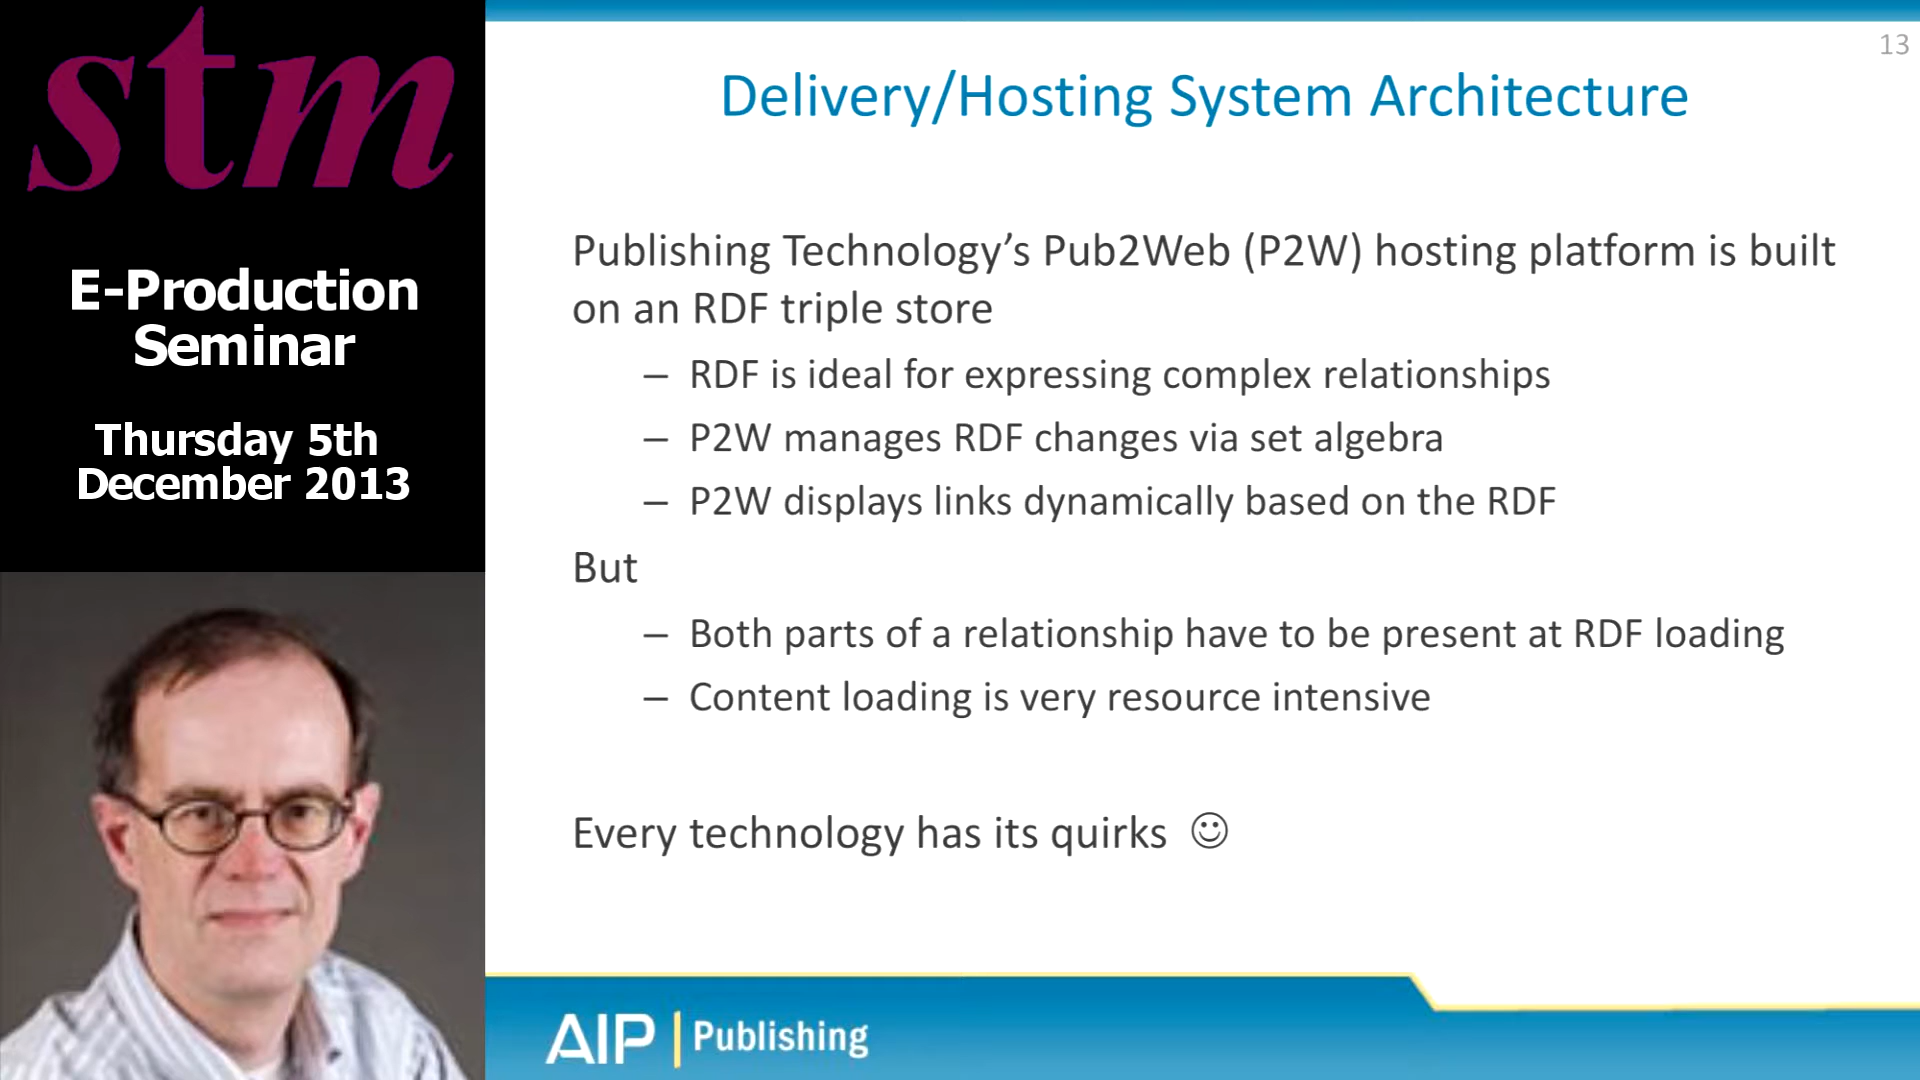 stm
E-Production
Seminar
Thursday 5th
December 2013
13
Delivery/Hosting System Architecture
Publishing Technology’s Pub2Web (P2W) hosting platform is built
on an RDF triple store
– RDF is ideal for expressing complex relationships
– P2W manages RDF changes via set algebra
– P2W displays links dynamically based on the RDF
But
– Both parts of a relationship have to be present at RDF loading
– Content loading is very resource intensive
Every technology has its quirks ☺
AIP | Publishing